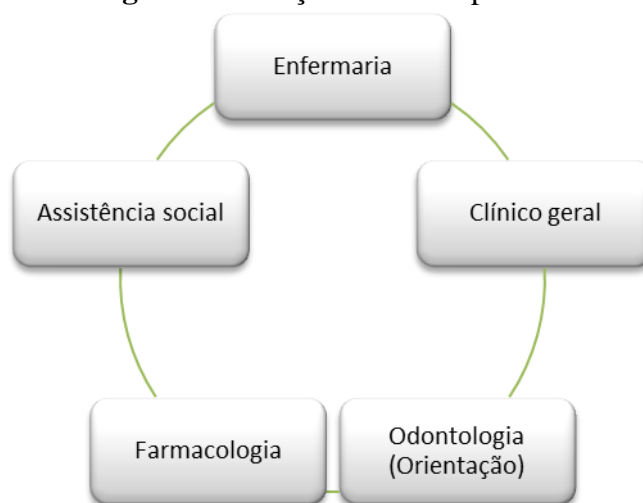 Enfermaria
Assistência social
Clínico geral
Farmacologia
Odontologia
(Orientação)